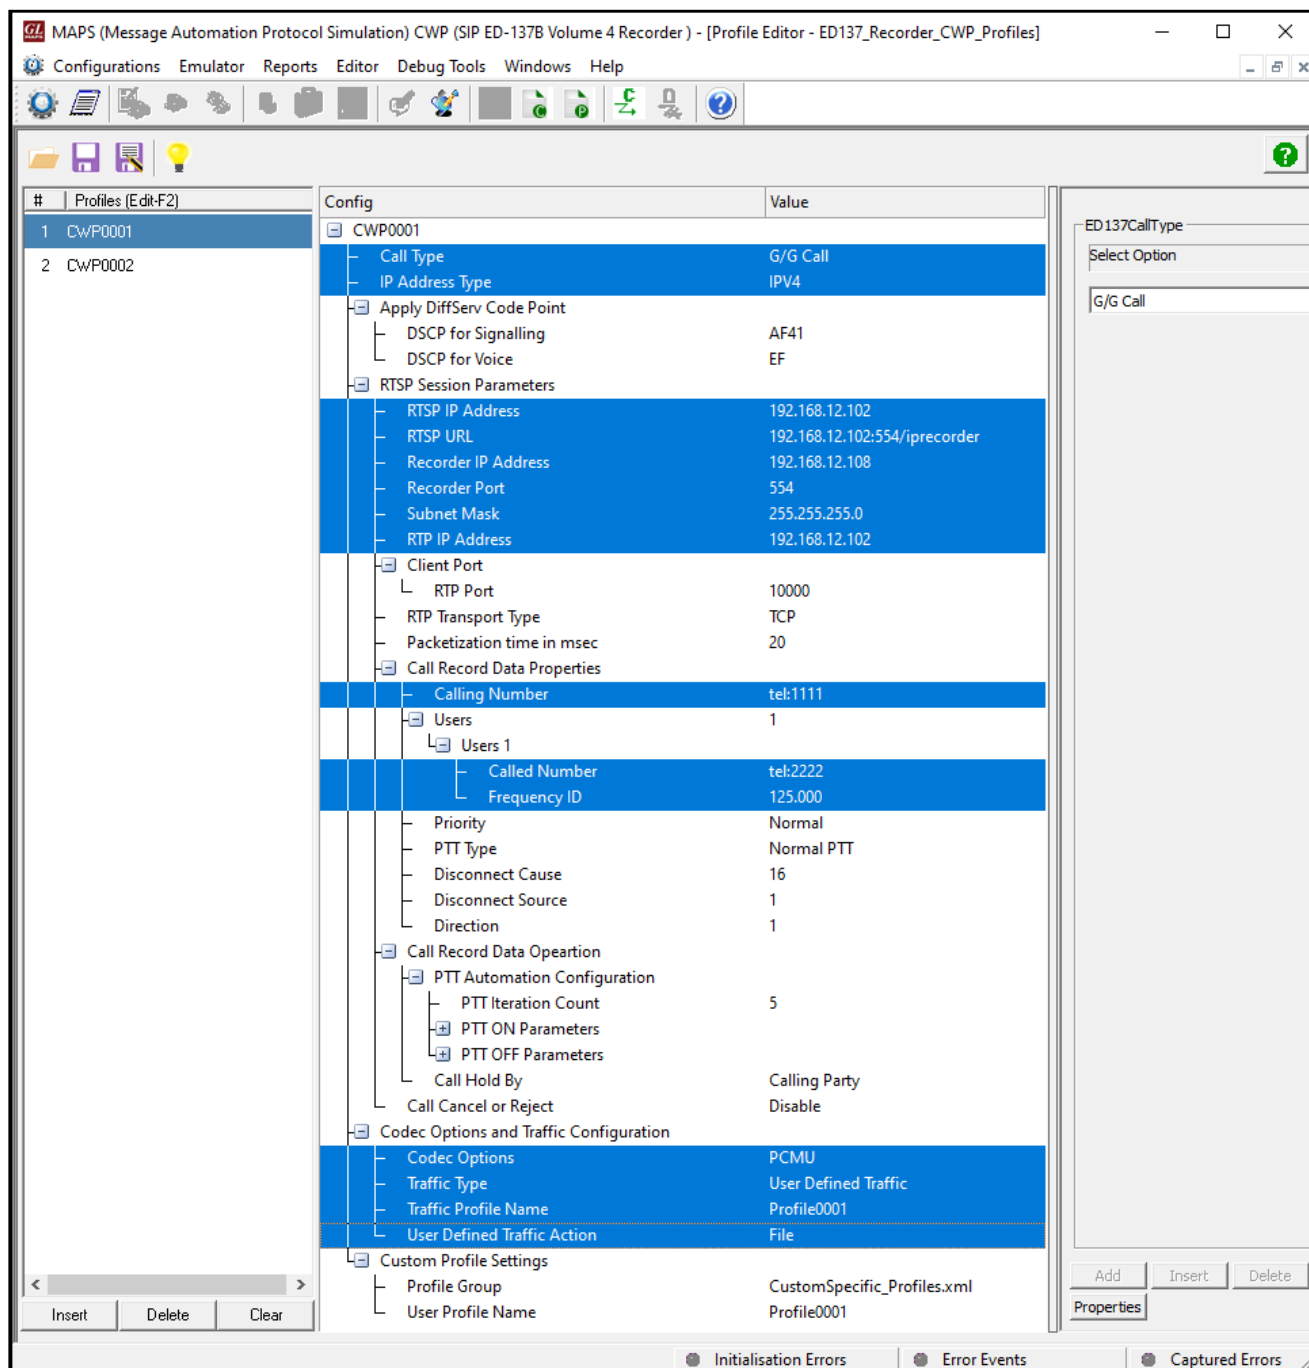 GL MAPS (Message Automation Protocol Simulation) CWP (SIP ED-137B Volume 4 Recorder ) - [Profile Editor - ED137_Recorder_CWP_Profiles]
Configurations Emulator Reports Editor Debug Tools Windows Help
# Profiles (Edit-F2)
1 CWP0001
2 CWP0002
Insert Delete Clear
Config Value
CWP0001
Call Type G/G Call
IP Address Type IPV4
Apply DiffServ Code Point
DSCP for Signalling AF41
DSCP for Voice EF
RTSP Session Parameters
RTSP IP Address 192.168.12.102
RTSP URL 192.168.12.102:554/iprecorder
Recorder IP Address 192.168.12.108
Recorder Port 554
Subnet Mask 255.255.255.0
RTP IP Address 192.168.12.102
Client Port
RTP Port 10000
RTP Transport Type TCP
Packetization time in msec 20
Call Record Data Properties
Calling Number tel:1111
Users 1
Users 1
Called Number tel:2222
Frequency ID 125.000
Priority Normal
PTT Type Normal PTT
Disconnect Cause 16
Disconnect Source 1
Direction 1
Call Record Data Opeartion
PTT Automation Configuration
PTT Iteration Count 5
PTT ON Parameters
PTT OFF Parameters
Call Hold By Calling Party
Call Cancel or Reject Disable
Codec Options and Traffic Configuration
Codec Options PCMU
Traffic Type User Defined Traffic
Traffic Profile Name Profile0001
User Defined Traffic Action File
Custom Profile Settings
Profile Group CustomSpecific_Profiles.xml
User Profile Name Profile0001
ED137CallType
Select Option
G/G Call
Add Insert Delete
Properties
Initialisation Errors Error Events Captured Errors